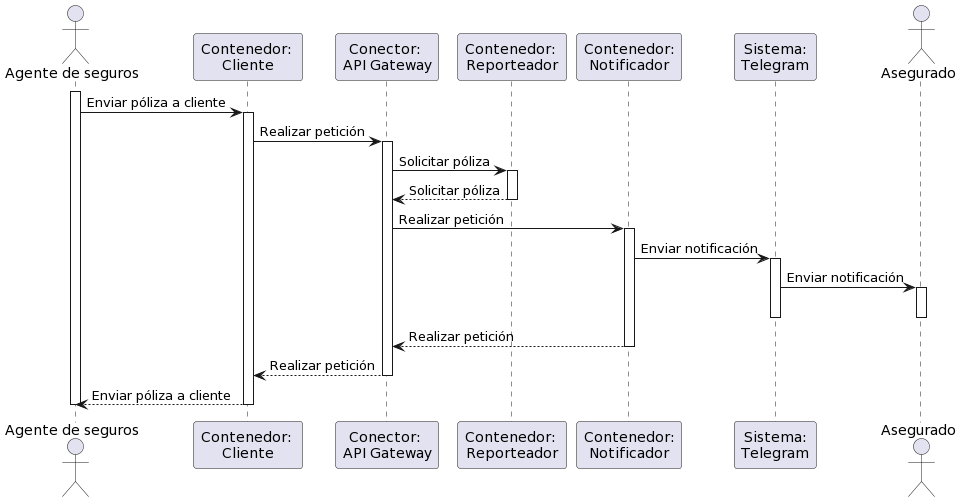 Agente de seguros
Contenedor:
Cliente
Conector:
API Gateway
Contenedor:
Reporteador
Contenedor:
Notificador
Sistema:
Telegram
Asegurado
Enviar póliza a cliente
Realizar petición
Solicitar póliza
Solicitar póliza
Realizar petición
Enviar notificación
Enviar notificación
Realizar petición
Realizar petición
Enviar póliza a cliente
Agente de seguros
Contenedor:
Cliente
Conector:
API Gateway
Contenedor:
Reporteador
Contenedor:
Notificador
Sistema:
Telegram
Asegurado